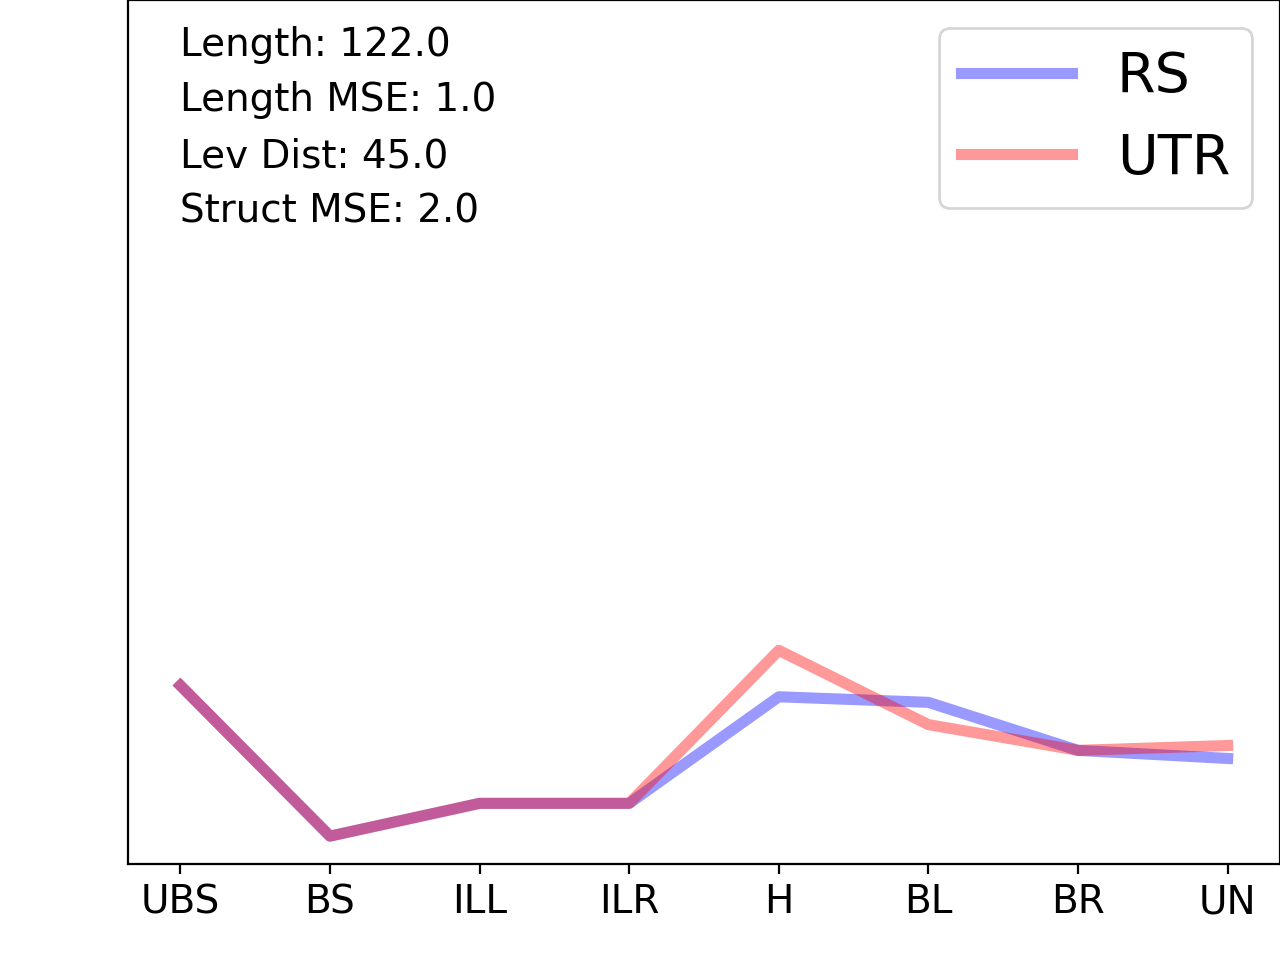 Length: 122.0
Length MSE: 1.0
Lev Dist: 45.0
Struct MSE: 2.0
RS
UTR
UBS BS ILL ILR H BL BR UN